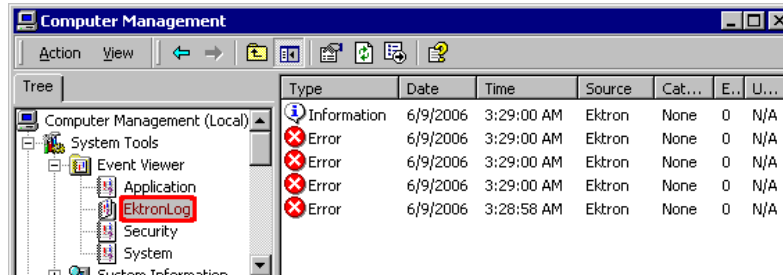 Computer Management
Action View
Tree
Type Date Time Source Cat... E.. U...
Computer Management (Local)
System Tools
Event Viewer
Application
EktronLog
Security
System
System Information
Information 6/9/2006 3:29:00 AM Ektron None 0 N/A
Error 6/9/2006 3:29:00 AM Ektron None 0 N/A
Error 6/9/2006 3:29:00 AM Ektron None 0 N/A
Error 6/9/2006 3:29:00 AM Ektron None 0 N/A
Error 6/9/2006 3:28:58 AM Ektron None 0 N/A